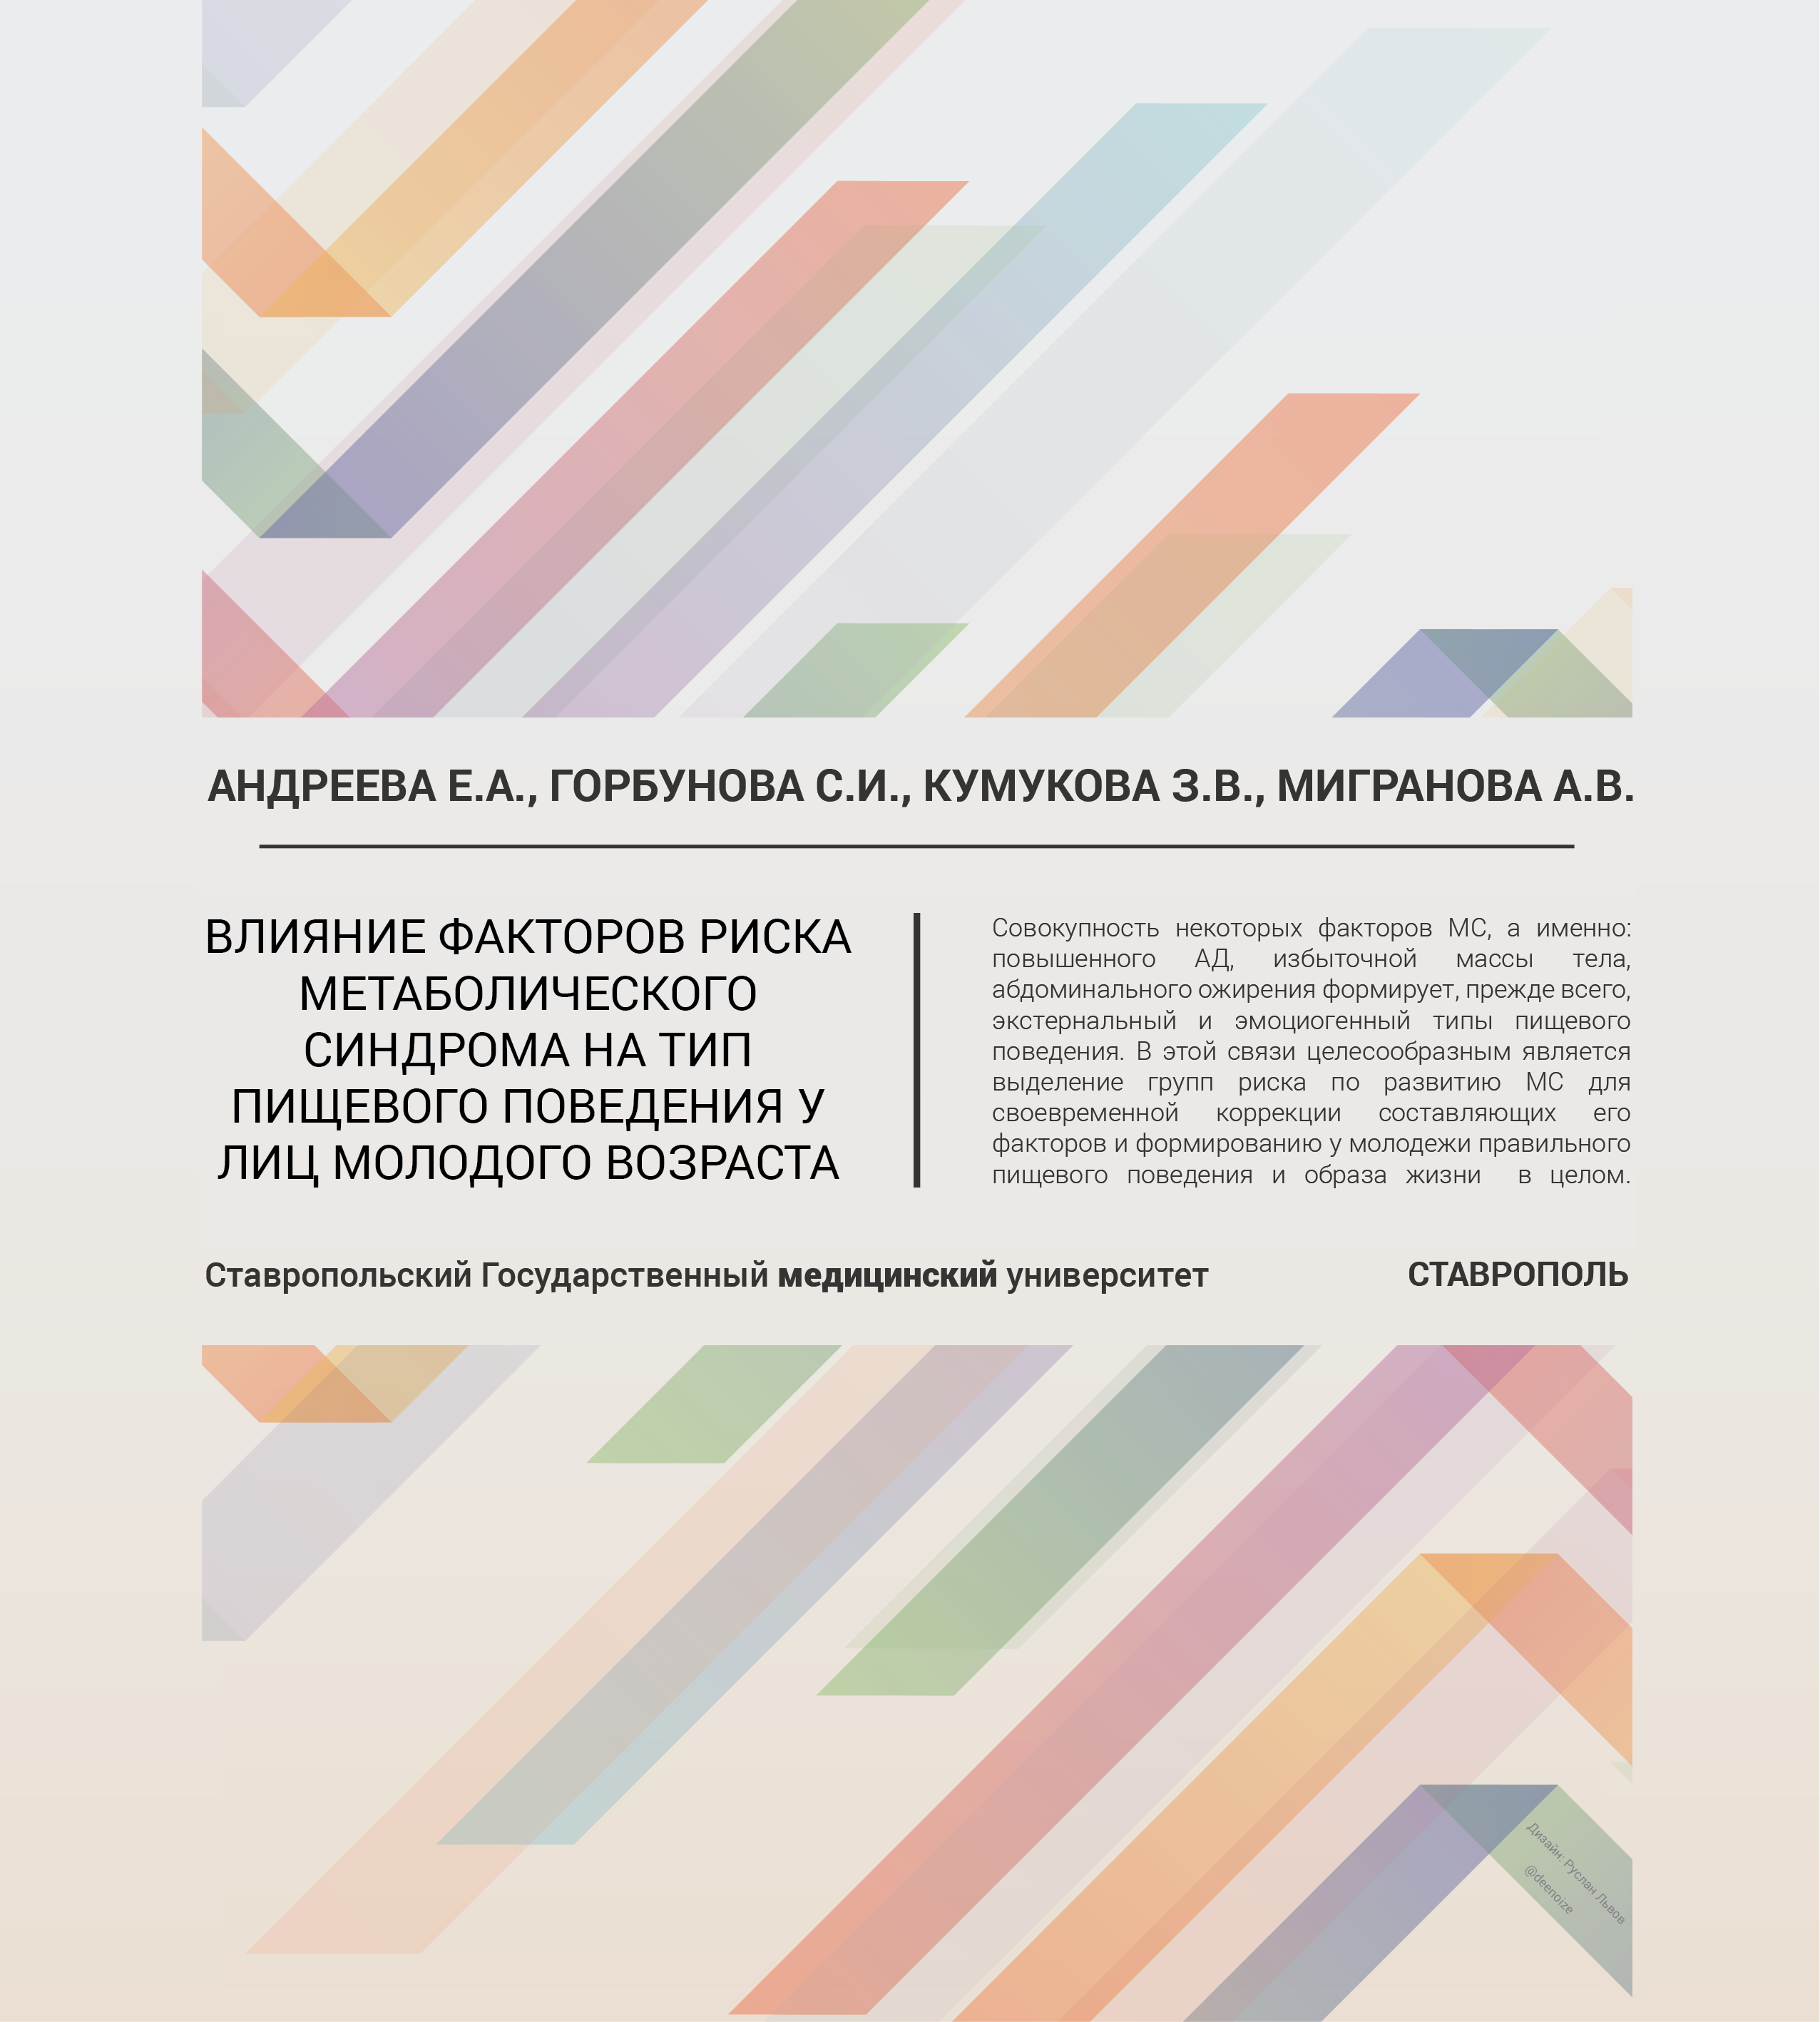 АНДРЕЕВА Е.А., ГОРБУНОВА С.И., КУМУКОВА З.В., МИГРАНОВА А.В.
ВЛИЯНИЕ ФАКТОРОВ РИСКА
МЕТАБОЛИЧЕСКОГО
СИНДРОМА НА ТИП
ПИЩЕВОГО ПОВЕДЕНИЯ У
ЛИЦ МОЛОДОГО ВОЗРАСТА
Совокупность некоторых факторов МС, а именно:
повышенного АД, избыточной массы тела,
абдоминального ожирения формирует, прежде всего,
экстернальный и эмоциогенный типы пищевого
поведения. В этой связи целесообразным является
выделение групп риска по развитию МС для
своевременной коррекции составляющих его
факторов и формированию у молодежи правильного
пищевого поведения и образа жизни в целом.
Ставропольский Государственный медицинский университет
СТАВРОПОЛЬ
Дизайн: Руслан Львов
@deenoize